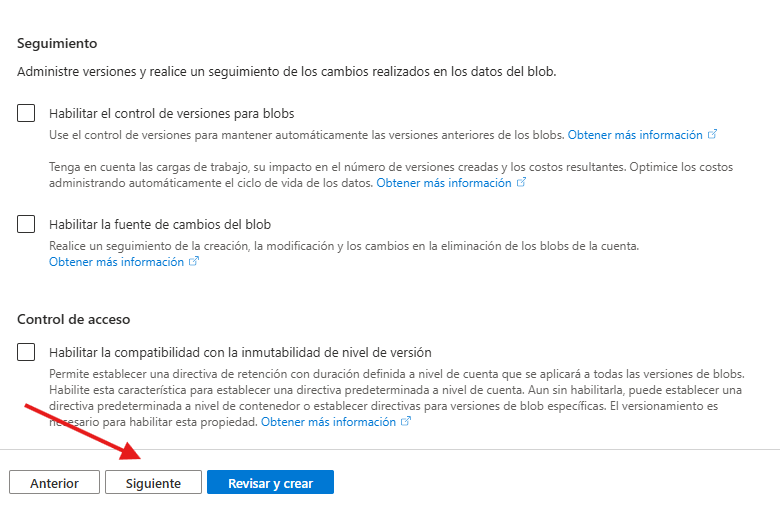 Seguimiento
Administre versiones y realice un seguimiento de los cambios realizados en los datos del blob.
Habilitar el control de versiones para blobs
Use el control de versiones para mantener automáticamente las versiones anteriores de los blobs. Obtener más información
Tenga en cuenta las cargas de trabajo, su impacto en el número de versiones creadas y los costos resultantes. Optimice los costos
administrando automáticamente el ciclo de vida de los datos. Obtener más información
Habilitar la fuente de cambios del blob
Realice un seguimiento de la creación, la modificación y los cambios en la eliminación de los blobs de la cuenta.
Obtener más información
Control de acceso
Habilitar la compatibilidad con la inmutabilidad de nivel de versión
Permite establecer una directiva de retención con duración definida a nivel de cuenta que se aplicará a todas las versiones de blobs.
Habilite esta característica para establecer una directiva predeterminada a nivel de cuenta. Aun sin habilitarla, puede establecer una
directiva predeterminada a nivel de contenedor o establecer directivas para versiones de blob específicas. El versionamiento es
necesario para habilitar esta propiedad. Obtener más información
Anterior
Siguiente
Revisar y crear